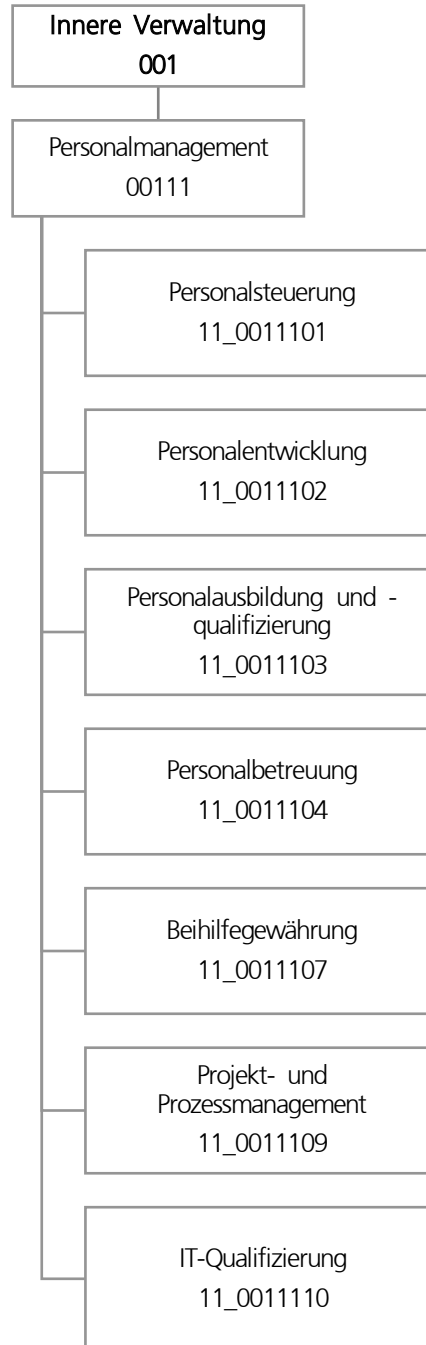 Innere Verwaltung
001
Personalmanagement
00111
Personalsteuerung
11_0011101
Personalentwicklung
11_0011102
Personalausbildung und -
qualifizierung
11_0011103
Personalbetreuung
11_0011104
Beihilfegewährung
11_0011107
Projekt- und
Prozessmanagement
11_0011109
IT-Qualifizierung
11_0011110